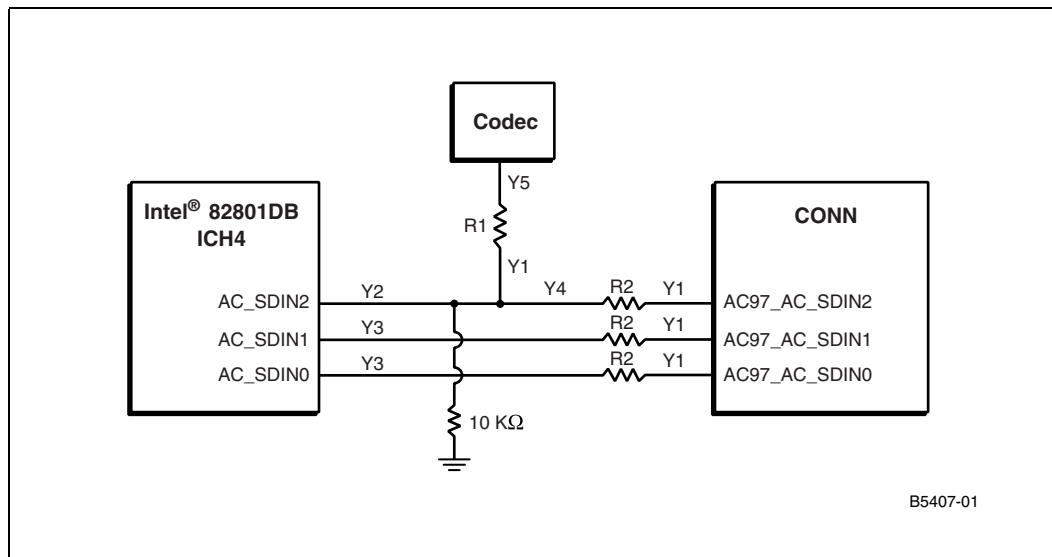 Codec
Y5
R1
Y1
Intel® 82801DB
ICH4
CONN
AC_SDIN2
Y2
Y4
R2
Y1
AC97_AC_SDIN2
AC_SDIN1
Y3
R2
Y1
AC97_AC_SDIN1
AC_SDIN0
Y3
R2
Y1
AC97_AC_SDIN0
10 KΩ
B5407-01